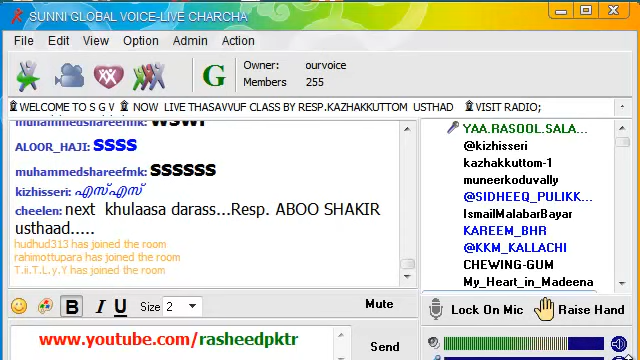 SUNNI GLOBAL VOICE-LIVE CHARCHA
File Edit View Option Admin Action
G
Owner: ourvoice
Members 255
WELCOME TO S G V NOW LIVE THASAVVUF CLASS BY RESP.KAZHAKKUTTOM USTHAD VISIT RADIO;
muhammedshareefmk: wswr
ALOOR_HAJI: ssss
muhammedshareefmk: ssssss
kizhisseri: എസ്എസ്
cheelen: next khulaasa darass...Resp. ABOO SHAKIR
usthaad.....
hudhud313 has joined the room
rahimottupara has joined the room
T.ii.T.L.y.Y has joined the room
YAA.RASOOL.SALA...
@kizhisseri
kazhakkuttom-1
muneerkoduvally
@SIDHEEQ_PULIKK...
IsmailMalabarBayar
KAREEM_BHR
@KKM_KALLACHI
CHEWING-GUM
My_Heart_in_Madeena
B I U Size 2 Mute
Lock On Mic Raise Hand
www.youtube.com/rasheedpktr
Send